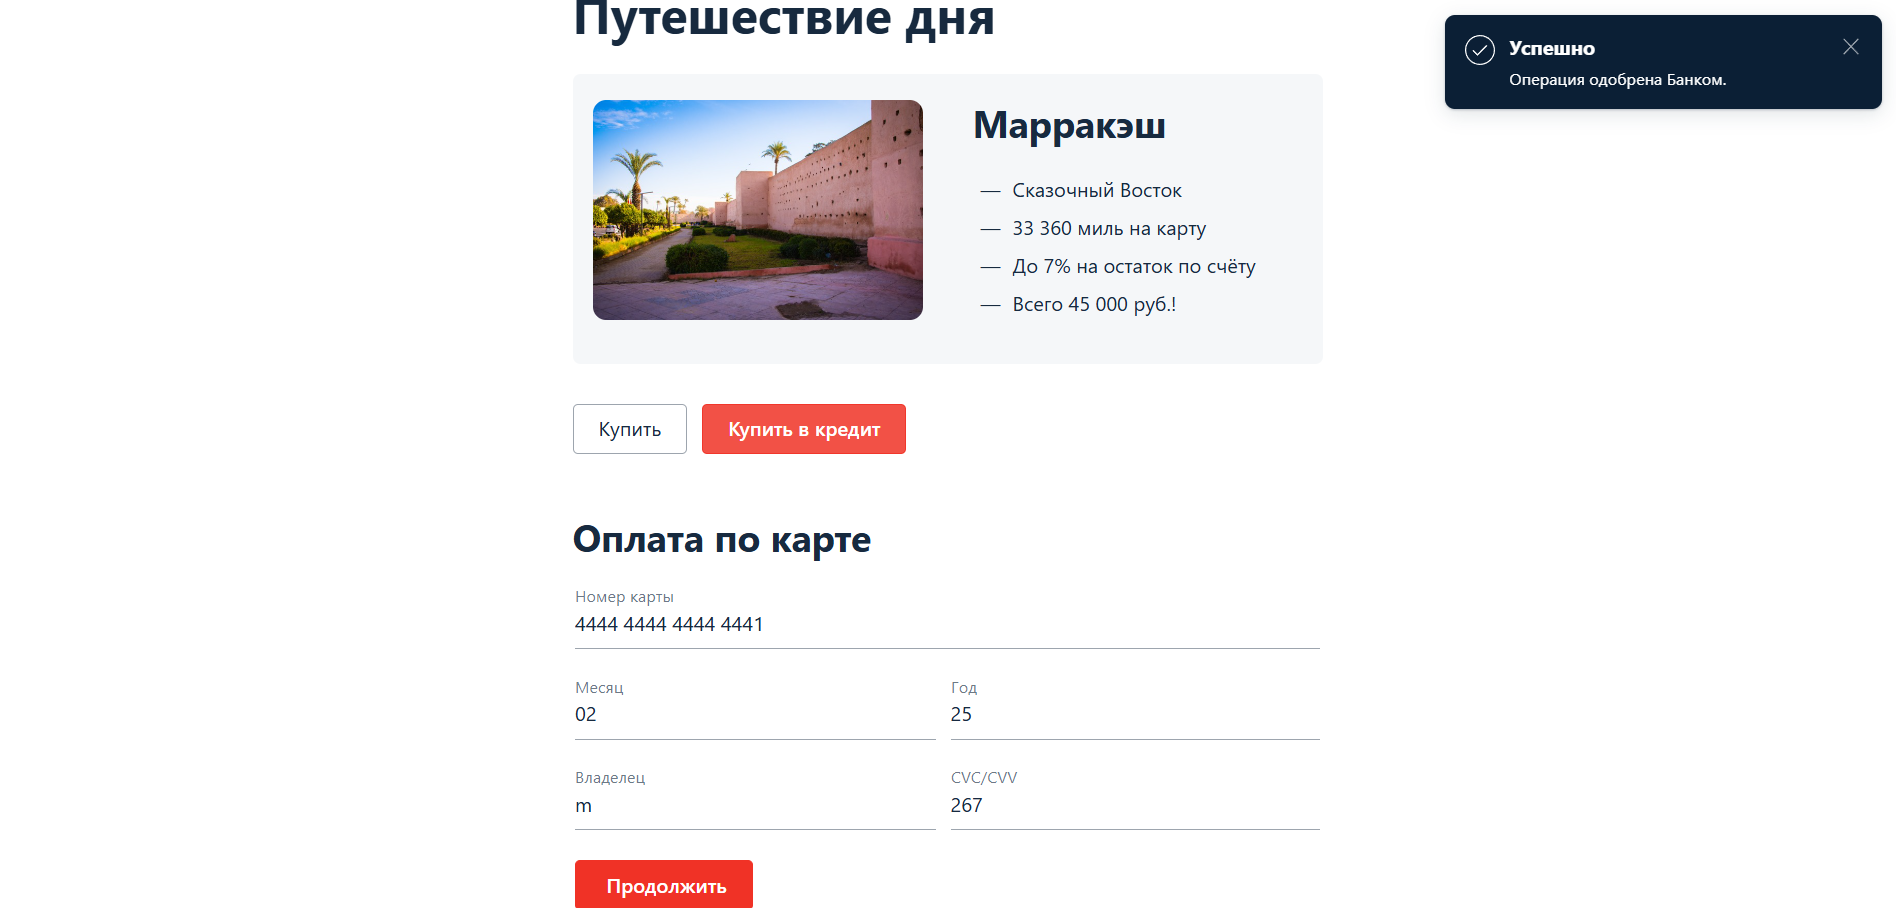 Путешествие дня
Успешно
Операция одобрена Банком.
Марракэш
— Сказочный Восток
— 33 360 миль на карту
— До 7% на остаток по счёту
— Всего 45 000 руб.!
Купить
Купить в кредит
Оплата по карте
Номер карты
4444 4444 4444 4441
Месяц
02
Год
25
Владелец
m
CVC/CVV
267
Продолжить